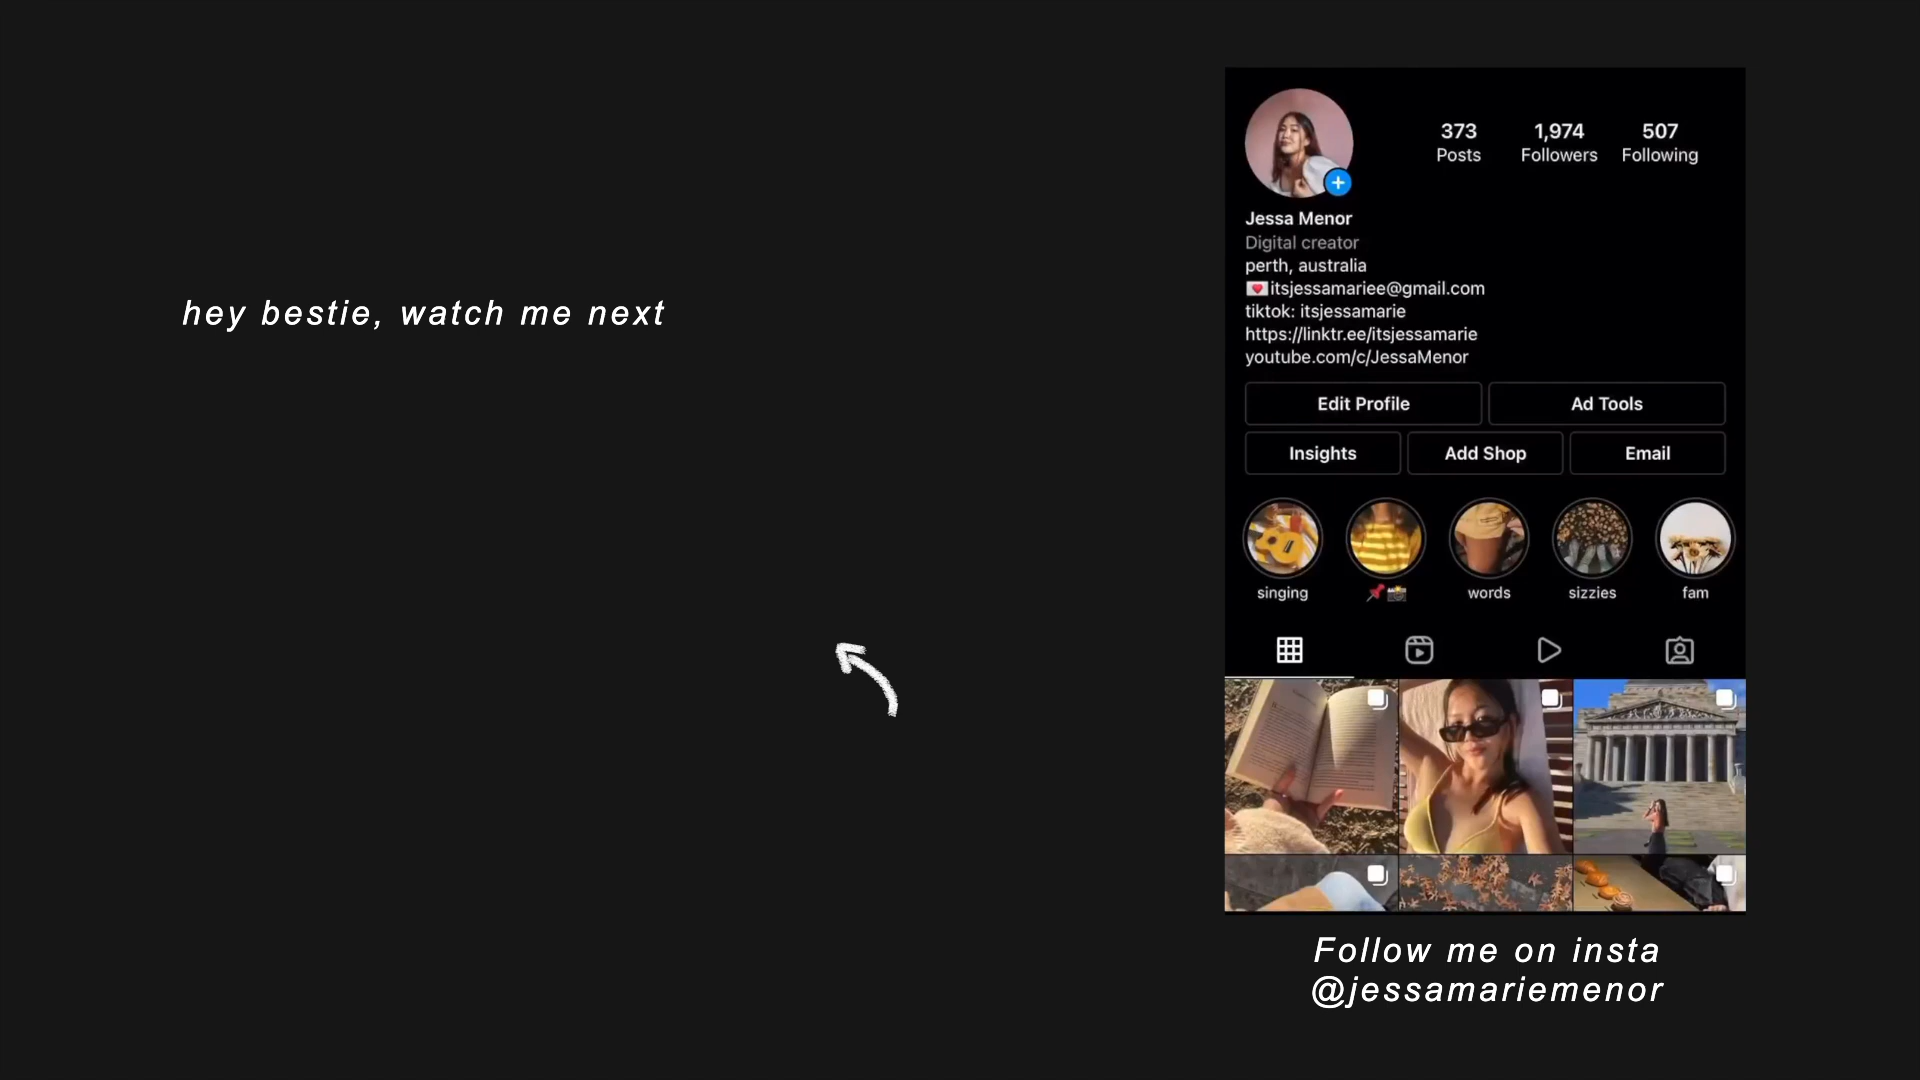 hey bestie, watch me next
373 1,974 507
Posts Followers Following
Jessa Menor
Digital creator
perth, australia
💌itsjessamariee@gmail.com
tiktok: itsjessamarie
https://linktr.ee/itsjessamarie
youtube.com/c/JessaMenor
Edit Profile Ad Tools
Insights Add Shop Email
singing 📌📸 words sizzies fam
Follow me on insta
@jessamariemenor